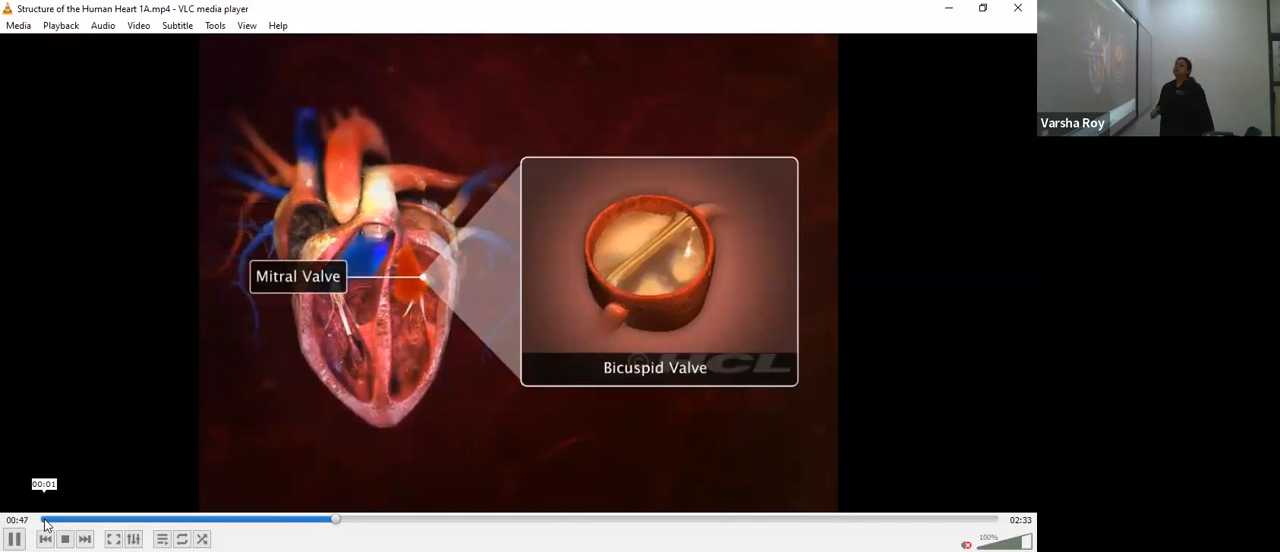 Structure of the Human Heart 1A.mp4 - VLC media player
Media Playback Audio Video Subtitle Tools View Help
Varsha Roy
Mitral Valve
© HCL
Bicuspid Valve
00:01
00:47
02:33
100%